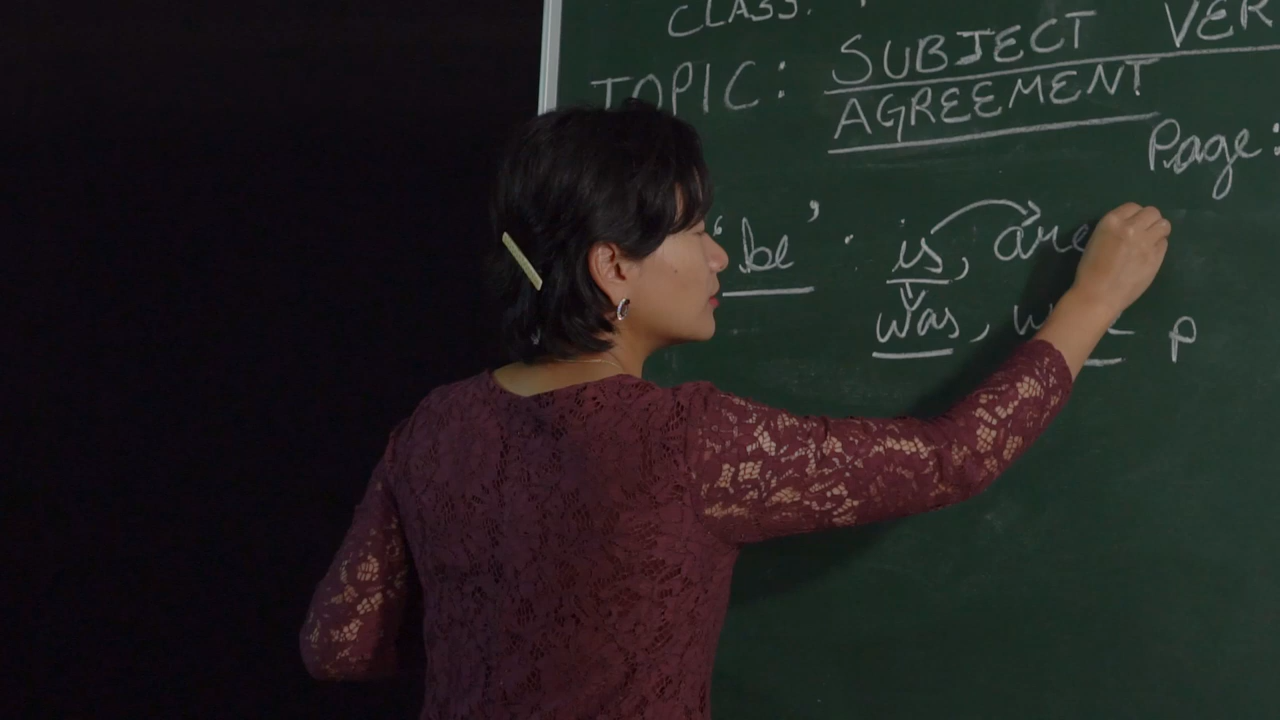 CLASS:
TOPIC: SUBJECT VER
AGREEMENT
Page:
'be' : is, are
was, p